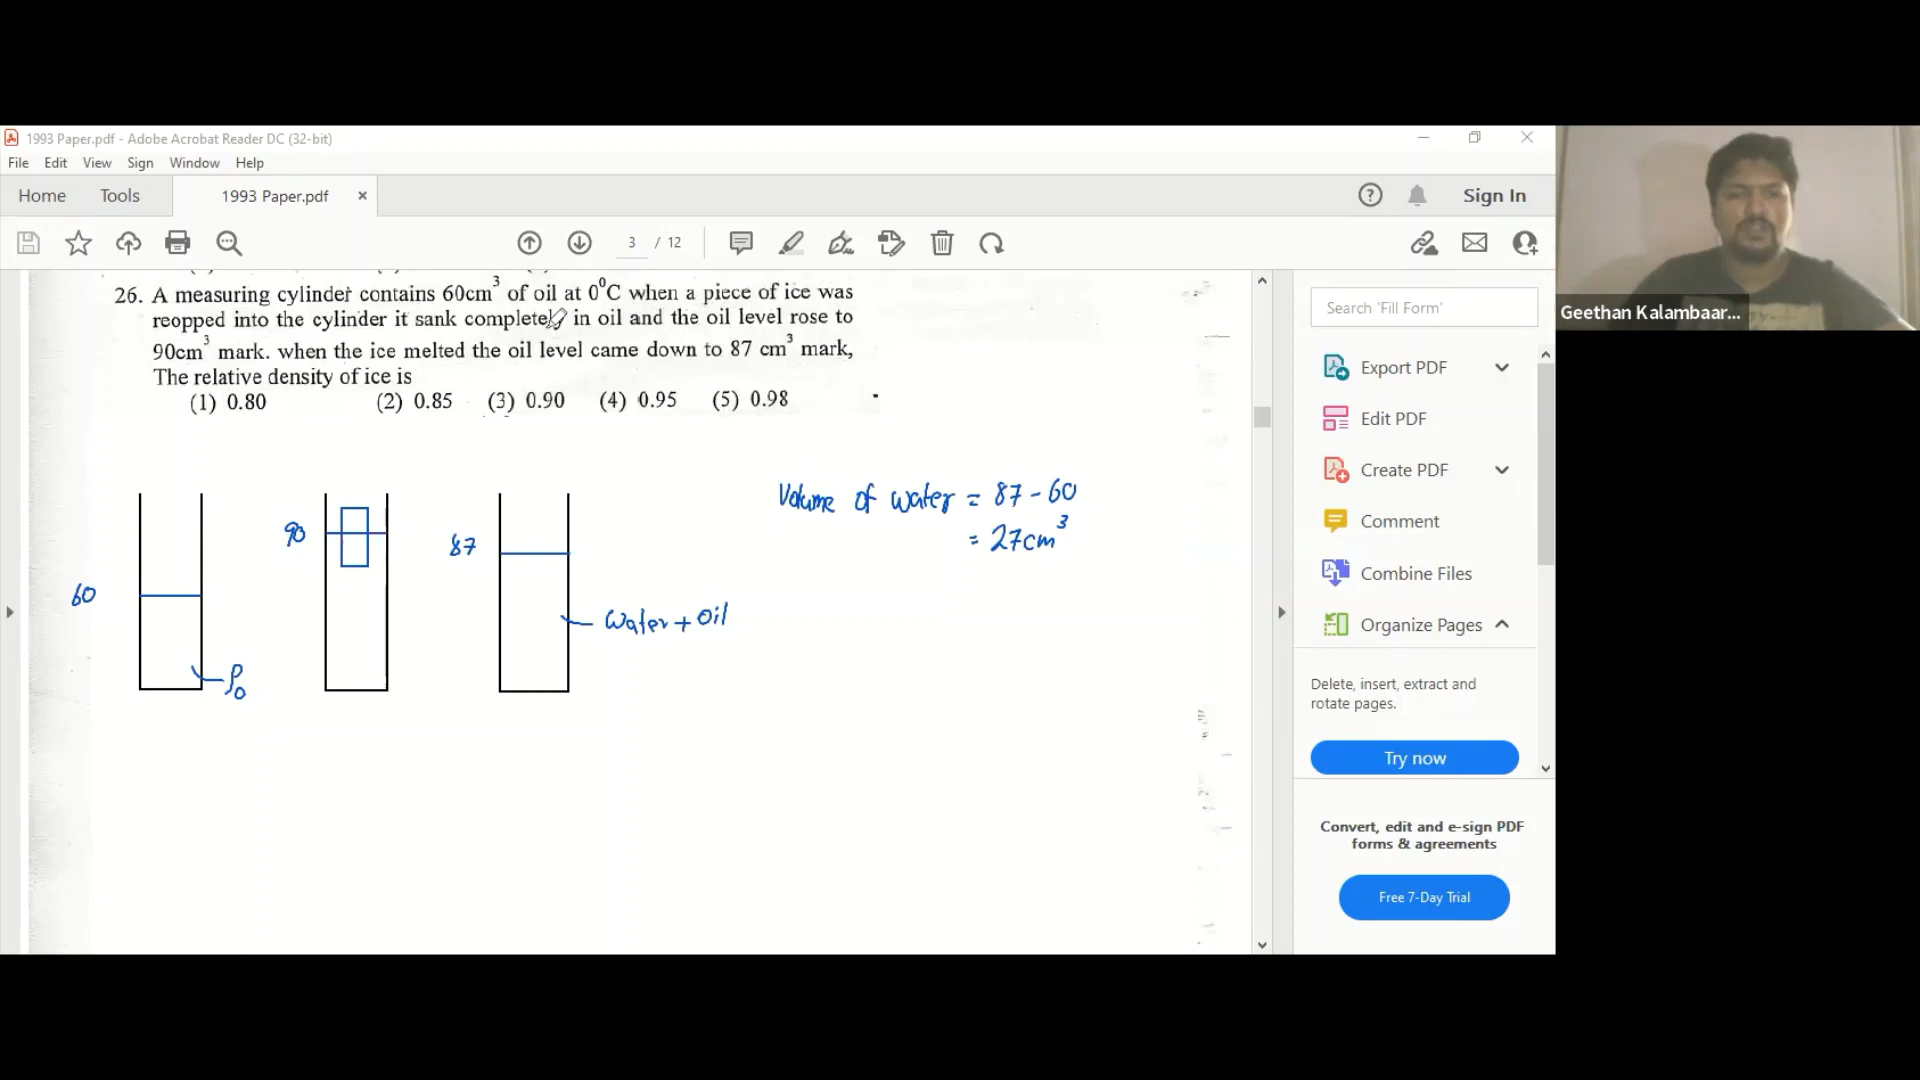 1993 Paper.pdf - Adobe Acrobat Reader DC (32-bit)
File Edit View Sign Window Help
Home Tools 1993 Paper.pdf × Sign In
3 / 12
26. A measuring cylinder contains 60cm³ of oil at 0⁰C when a piece of ice was
reopped into the cylinder it sank complete in oil and the oil level rose to
90cm³ mark. when the ice melted the oil level came down to 87 cm³ mark,
The relative density of ice is
(1) 0.80 (2) 0.85 (3) 0.90 (4) 0.95 (5) 0.98
Volume of water = 87 - 60
= 27cm³
90
87
60
Water + Oil
ρ₀
Search 'Fill Form'
Export PDF
Edit PDF
Create PDF
Comment
Combine Files
Organize Pages
Delete, insert, extract and
rotate pages.
Try now
Convert, edit and e-sign PDF
forms & agreements
Free 7-Day Trial
Geethan Kalambaar...